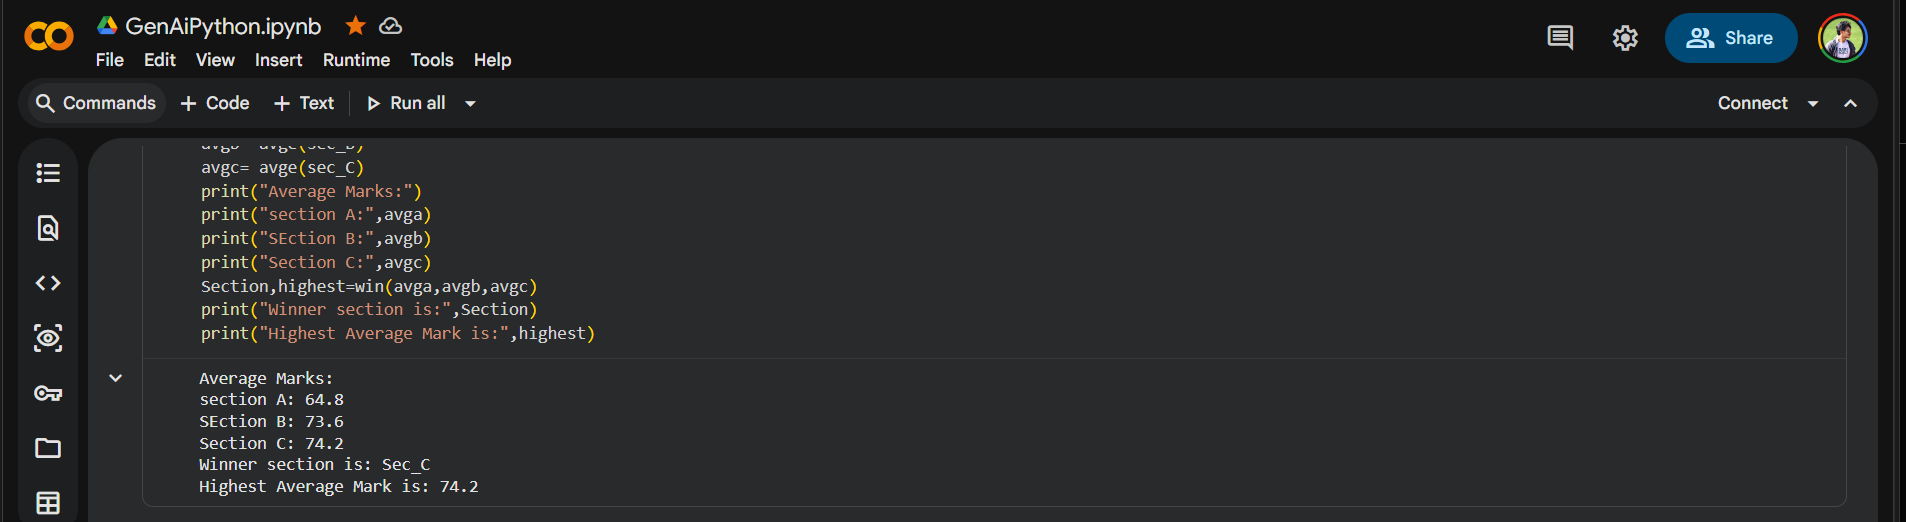 GenAiPython.ipynb
File Edit View Insert Runtime Tools Help
Share
Commands + Code + Text Run all
Connect
avgb= avge(sec_B)
avgc= avge(sec_C)
print("Average Marks:")
print("section A:",avga)
print("SEction B:",avgb)
print("Section C:",avgc)
Section,highest=win(avga,avgb,avgc)
print("Winner section is:",Section)
print("Highest Average Mark is:",highest)
Average Marks:
section A: 64.8
SEction B: 73.6
Section C: 74.2
Winner section is: Sec_C
Highest Average Mark is: 74.2